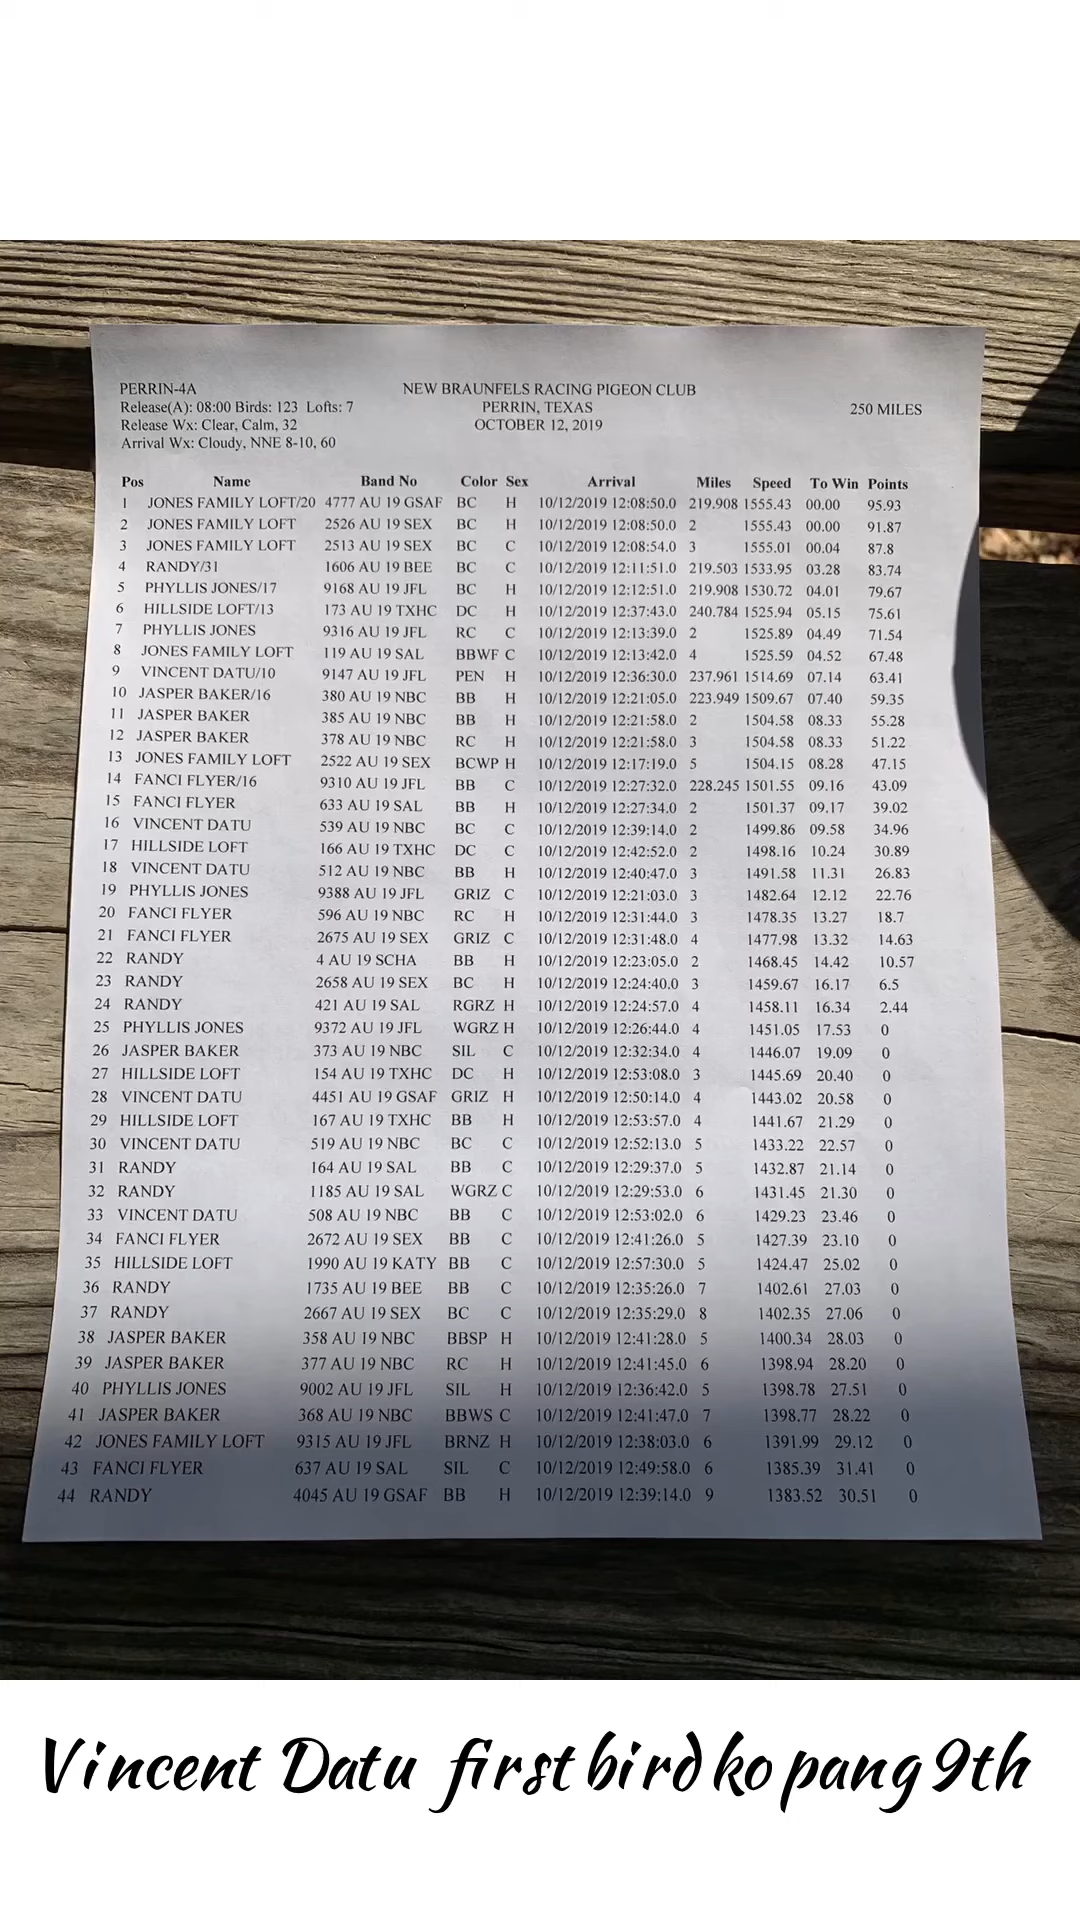 PERRIN-4A NEW BRAUNFELS RACING PIGEON CLUB
Release(A): 08:00 Birds: 123 Lofts: 7 PERRIN, TEXAS 250 MILES
Release Wx: Clear, Calm, 32 OCTOBER 12, 2019
Arrival Wx: Cloudy, NNE 8-10, 60
Pos Name Band No Color Sex Arrival Miles Speed To Win Points
1 JONES FAMILY LOFT/20 4777 AU 19 GSAF BC H 10/12/2019 12:08:50.0 219.908 1555.43 00.00 95.93
2 JONES FAMILY LOFT 2526 AU 19 SEX BC H 10/12/2019 12:08:50.0 2 1555.43 00.00 91.87
3 JONES FAMILY LOFT 2513 AU 19 SEX BC C 10/12/2019 12:08:54.0 3 1555.01 00.04 87.8
4 RANDY/31 1606 AU 19 BEE BC C 10/12/2019 12:11:51.0 219.503 1533.95 03.28 83.74
5 PHYLLIS JONES/17 9168 AU 19 JFL BC H 10/12/2019 12:12:51.0 219.908 1530.72 04.01 79.67
6 HILLSIDE LOFT/13 173 AU 19 TXHC DC H 10/12/2019 12:37:43.0 240.784 1525.94 05.15 75.61
7 PHYLLIS JONES 9316 AU 19 JFL RC C 10/12/2019 12:13:39.0 2 1525.89 04.49 71.54
8 JONES FAMILY LOFT 119 AU 19 SAL BBWF C 10/12/2019 12:13:42.0 4 1525.59 04.52 67.48
9 VINCENT DATU/10 9147 AU 19 JFL PEN H 10/12/2019 12:36:30.0 237.961 1514.69 07.14 63.41
10 JASPER BAKER/16 380 AU 19 NBC BB H 10/12/2019 12:21:05.0 223.949 1509.67 07.40 59.35
11 JASPER BAKER 385 AU 19 NBC BB H 10/12/2019 12:21:58.0 2 1504.58 08.33 55.28
12 JASPER BAKER 378 AU 19 NBC RC H 10/12/2019 12:21:58.0 3 1504.58 08.33 51.22
13 JONES FAMILY LOFT 2522 AU 19 SEX BCWP H 10/12/2019 12:17:19.0 5 1504.15 08.28 47.15
14 FANCI FLYER/16 9310 AU 19 JFL BB C 10/12/2019 12:27:32.0 228.245 1501.55 09.16 43.09
15 FANCI FLYER 633 AU 19 SAL BB H 10/12/2019 12:27:34.0 2 1501.37 09.17 39.02
16 VINCENT DATU 539 AU 19 NBC BC C 10/12/2019 12:39:14.0 2 1499.86 09.58 34.96
17 HILLSIDE LOFT 166 AU 19 TXHC DC C 10/12/2019 12:42:52.0 2 1498.16 10.24 30.89
18 VINCENT DATU 512 AU 19 NBC BB H 10/12/2019 12:40:47.0 3 1491.58 11.31 26.83
19 PHYLLIS JONES 9388 AU 19 JFL GRIZ C 10/12/2019 12:21:03.0 3 1482.64 12.12 22.76
20 FANCI FLYER 596 AU 19 NBC RC H 10/12/2019 12:31:44.0 3 1478.35 13.27 18.7
21 FANCI FLYER 2675 AU 19 SEX GRIZ C 10/12/2019 12:31:48.0 4 1477.98 13.32 14.63
22 RANDY 4 AU 19 SCHA BB H 10/12/2019 12:23:05.0 2 1468.45 14.42 10.57
23 RANDY 2658 AU 19 SEX BC H 10/12/2019 12:24:40.0 3 1459.67 16.17 6.5
24 RANDY 421 AU 19 SAL RGRZ H 10/12/2019 12:24:57.0 4 1458.11 16.34 2.44
25 PHYLLIS JONES 9372 AU 19 JFL WGRZ H 10/12/2019 12:26:44.0 4 1451.05 17.53 0
26 JASPER BAKER 373 AU 19 NBC SIL C 10/12/2019 12:32:34.0 4 1446.07 19.09 0
27 HILLSIDE LOFT 154 AU 19 TXHC DC H 10/12/2019 12:53:08.0 3 1445.69 20.40 0
28 VINCENT DATU 4451 AU 19 GSAF GRIZ H 10/12/2019 12:50:14.0 4 1443.02 20.58 0
29 HILLSIDE LOFT 167 AU 19 TXHC BB H 10/12/2019 12:53:57.0 4 1441.67 21.29 0
30 VINCENT DATU 519 AU 19 NBC BC C 10/12/2019 12:52:13.0 5 1433.22 22.57 0
31 RANDY 164 AU 19 SAL BB C 10/12/2019 12:29:37.0 5 1432.87 21.14 0
32 RANDY 1185 AU 19 SAL WGRZ C 10/12/2019 12:29:53.0 6 1431.45 21.30 0
33 VINCENT DATU 508 AU 19 NBC BB C 10/12/2019 12:53:02.0 6 1429.23 23.46 0
34 FANCI FLYER 2672 AU 19 SEX BB C 10/12/2019 12:41:26.0 5 1427.39 23.10 0
35 HILLSIDE LOFT 1990 AU 19 KATY BB C 10/12/2019 12:57:30.0 5 1424.47 25.02 0
36 RANDY 1735 AU 19 BEE BB C 10/12/2019 12:35:26.0 7 1402.61 27.03 0
37 RANDY 2667 AU 19 SEX BC C 10/12/2019 12:35:29.0 8 1402.35 27.06 0
38 JASPER BAKER 358 AU 19 NBC BBSP H 10/12/2019 12:41:28.0 5 1400.34 28.03 0
39 JASPER BAKER 377 AU 19 NBC RC H 10/12/2019 12:41:45.0 6 1398.94 28.20 0
40 PHYLLIS JONES 9002 AU 19 JFL SIL H 10/12/2019 12:36:42.0 5 1398.78 27.51 0
41 JASPER BAKER 368 AU 19 NBC BBWS C 10/12/2019 12:41:47.0 7 1398.77 28.22 0
42 JONES FAMILY LOFT 9315 AU 19 JFL BRNZ H 10/12/2019 12:38:03.0 6 1391.99 29.12 0
43 FANCI FLYER 637 AU 19 SAL SIL C 10/12/2019 12:49:58.0 6 1385.39 31.41 0
44 RANDY 4045 AU 19 GSAF BB H 10/12/2019 12:39:14.0 9 1383.52 30.51 0
Vincent Datu first bird ko pang 9th